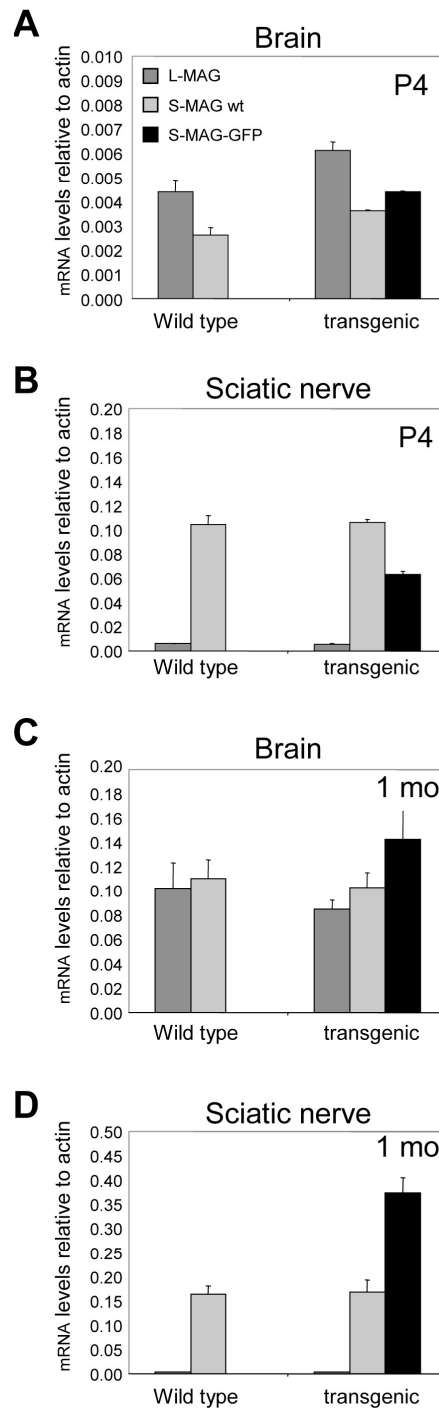 A
Brain
P4
L-MAG
S-MAG wt
S-MAG-GFP
mRNA levels relative to actin
0.010
0.009
0.008
0.007
0.006
0.005
0.004
0.003
0.002
0.001
0.000
Wild type transgenic
B
Sciatic nerve
P4
mRNA levels relative to actin
0.20
0.18
0.16
0.14
0.12
0.10
0.08
0.06
0.04
0.02
0.00
Wild type transgenic
C
Brain
1 mo
mRNA levels relative to actin
0.20
0.18
0.16
0.14
0.12
0.10
0.08
0.06
0.04
0.02
0.00
Wild type transgenic
D
Sciatic nerve
1 mo
mRNA levels relative to actin
0.50
0.45
0.40
0.35
0.30
0.25
0.20
0.15
0.10
0.05
0.00
Wild type transgenic